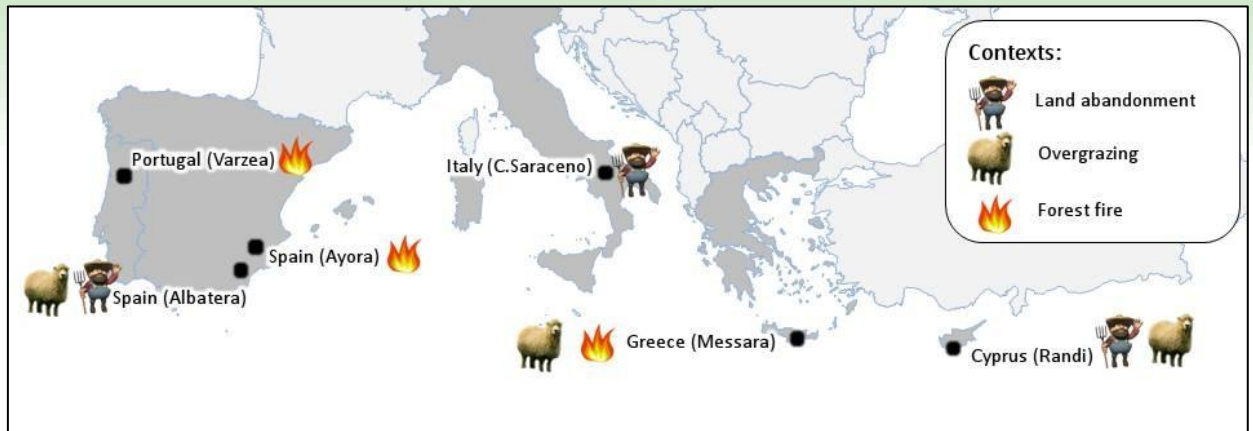 Contexts:
Land abandonment
Overgrazing
Forest fire
Portugal (Varzea)
Italy (C.Saraceno)
Spain (Ayora)
Spain (Albatera)
Greece (Messara)
Cyprus (Randi)